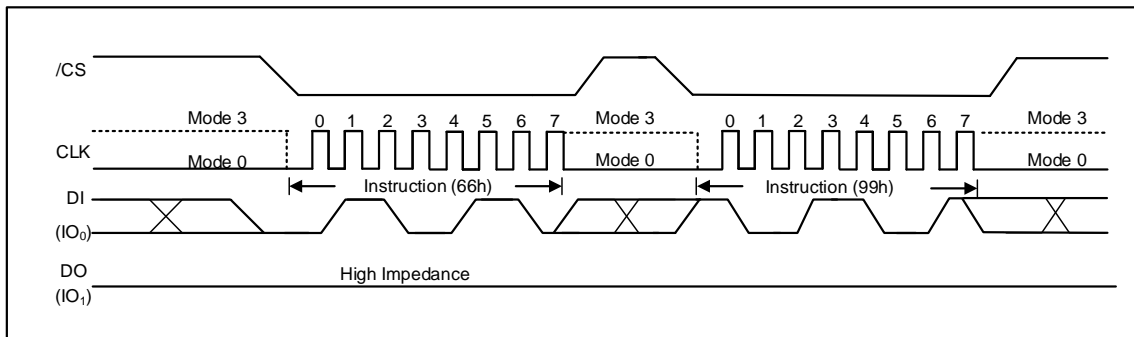 /CS
Mode 3
0 1 2 3 4 5 6 7
Mode 3
0 1 2 3 4 5 6 7
Mode 3
CLK
Mode 0
Mode 0
Mode 0
Instruction (66h)
Instruction (99h)
DI
(IO₀)
DO
High Impedance
(IO₁)